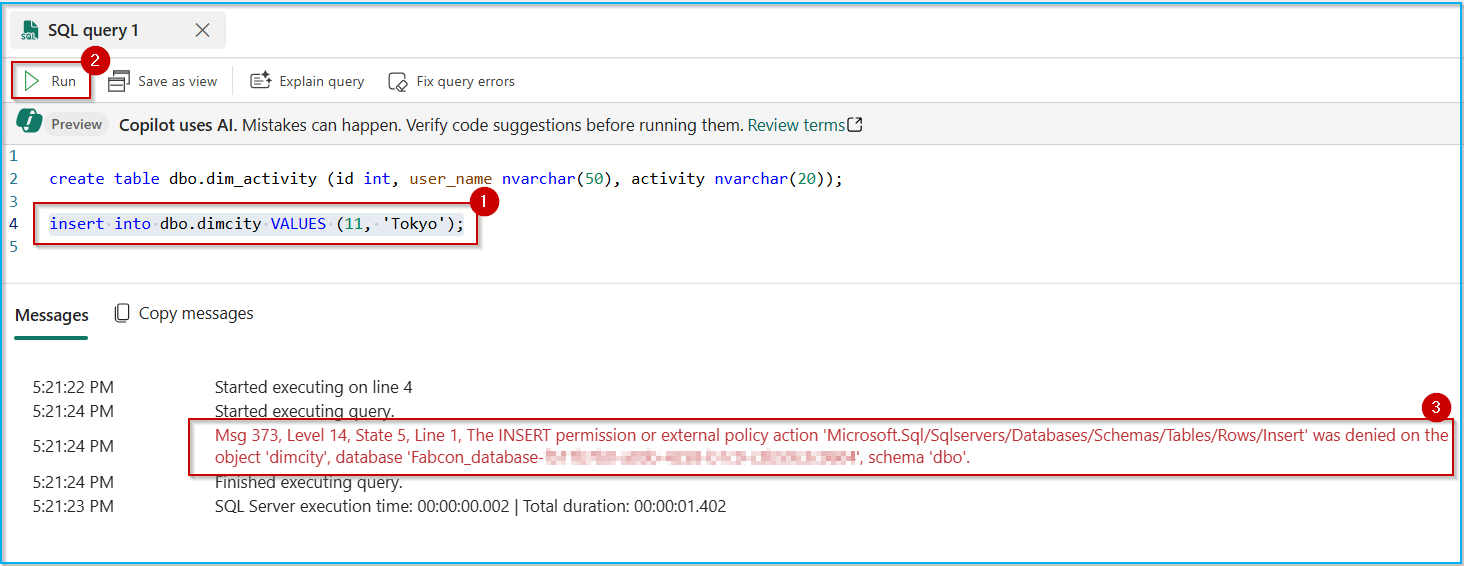 SQL query 1
2
Run Save as view Explain query Fix query errors
Preview Copilot uses AI. Mistakes can happen. Verify code suggestions before running them. Review terms
1
2 create table dbo.dim_activity (id int, user_name nvarchar(50), activity nvarchar(20));
3
1
4 insert into dbo.dimcity VALUES (11, 'Tokyo');
5
Messages Copy messages
5:21:22 PM Started executing on line 4
5:21:24 PM Started executing query.
3
5:21:24 PM Msg 373, Level 14, State 5, Line 1, The INSERT permission or external policy action 'Microsoft.Sql/Sqlservers/Databases/Schemas/Tables/Rows/Insert' was denied on the
object 'dimcity', database 'Fabcon_database-', schema 'dbo'.
5:21:24 PM Finished executing query.
5:21:23 PM SQL Server execution time: 00:00:00.002 | Total duration: 00:00:01.402